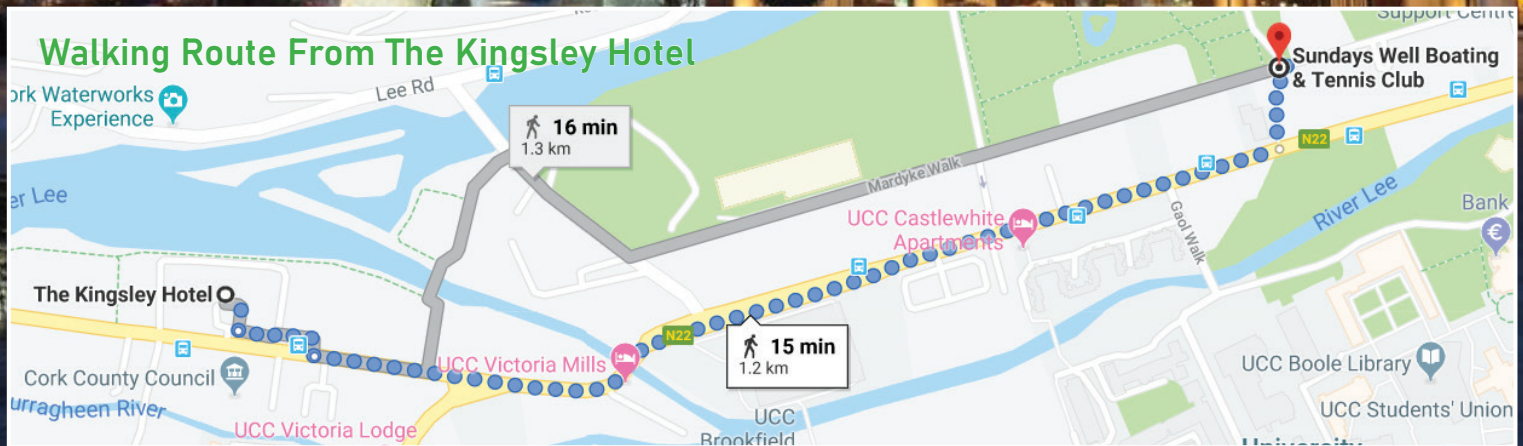 Walking Route From The Kingsley Hotel
Support Centre
Sundays Well Boating
& Tennis Club
ork Waterworks
Experience
Lee Rd
16 min
1.3 km
N22
Mardyke Walk
er Lee
River Lee
Bank
UCC Castlewhite
Apartments
Gaol Walk
The Kingsley Hotel
N22
15 min
1.2 km
UCC Victoria Mills
UCC Boole Library
Cork County Council
urragheen River
UCC Students' Union
UCC Victoria Lodge
UCC
Brookfield
University